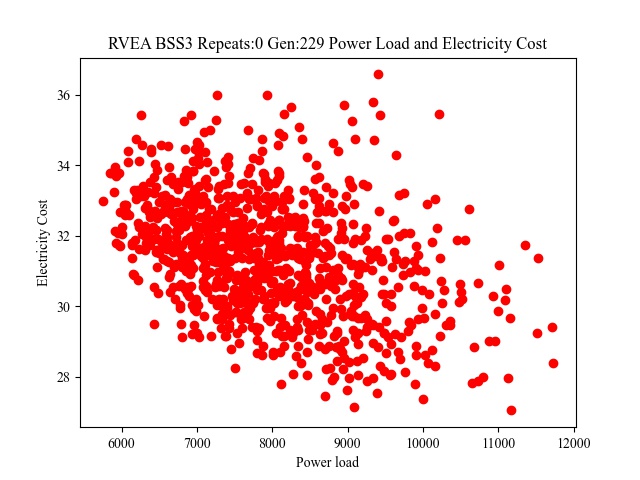 RVEA BSS3 Repeats:0 Gen:229 Power Load and Electricity Cost
36
34
32
30
28
Electricity Cost
6000 7000 8000 9000 10000 11000 12000
Power load